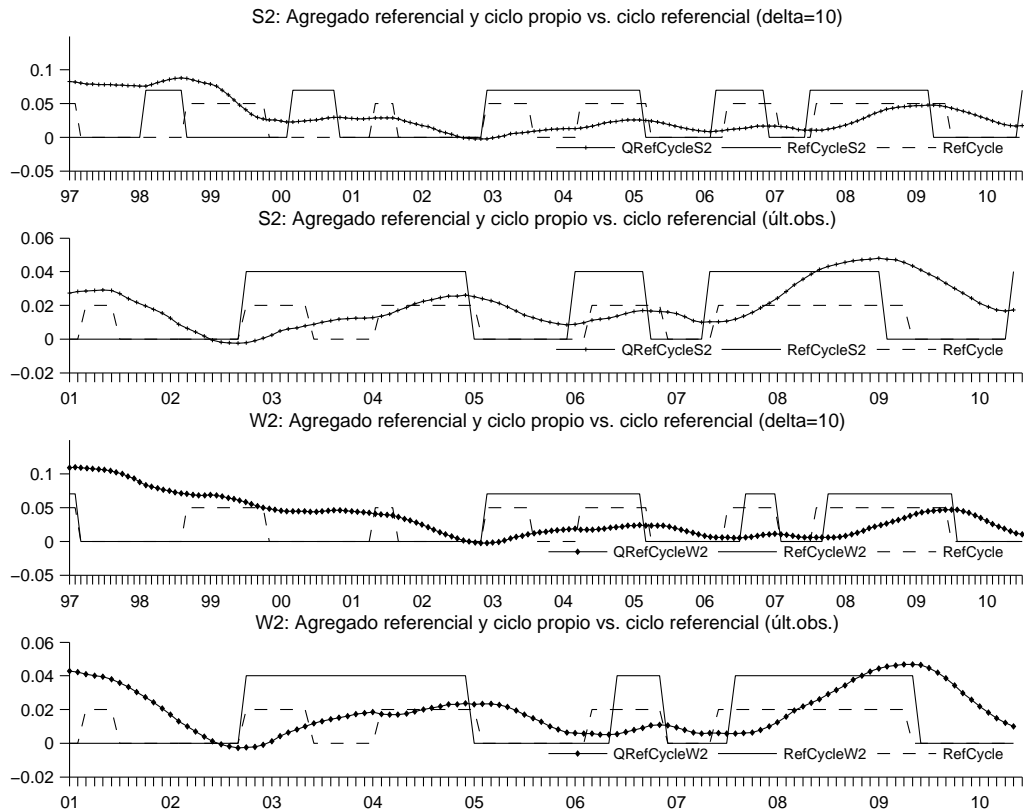 S2: Agregado referencial y ciclo propio vs. ciclo referencial (delta=10)
0.1
0.05
0
−0.05
QRefCycleS2 RefCycleS2 RefCycle
97 98 99 00 01 02 03 04 05 06 07 08 09 10
S2: Agregado referencial y ciclo propio vs. ciclo referencial (últ.obs.)
0.06
0.04
0.02
0
−0.02
QRefCycleS2 RefCycleS2 RefCycle
01 02 03 04 05 06 07 08 09 10
W2: Agregado referencial y ciclo propio vs. ciclo referencial (delta=10)
0.1
0.05
0
−0.05
QRefCycleW2 RefCycleW2 RefCycle
97 98 99 00 01 02 03 04 05 06 07 08 09 10
W2: Agregado referencial y ciclo propio vs. ciclo referencial (últ.obs.)
0.06
0.04
0.02
0
−0.02
QRefCycleW2 RefCycleW2 RefCycle
01 02 03 04 05 06 07 08 09 10